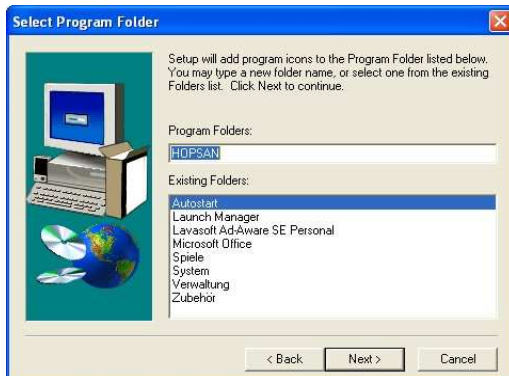 Select Program Folder
Setup will add program icons to the Program Folder listed below.
You may type a new folder name, or select one from the existing
Folders list. Click Next to continue.
Program Folders:
HOPSAN
Existing Folders:
Autostart
Launch Manager
Lavasoft Ad-Aware SE Personal
Microsoft Office
Spiele
System
Verwaltung
Zubehör
< Back
Next >
Cancel